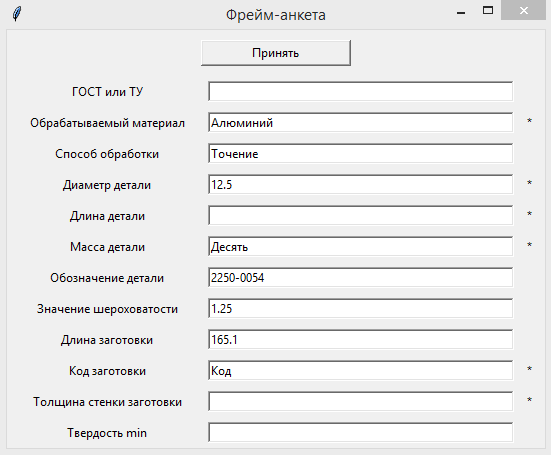 Фрейм-анкета
Принять
ГОСТ или ТУ
Обрабатываемый материал Алюминий *
Способ обработки Точение
Диаметр детали 12.5 *
Длина детали *
Масса детали Десять *
Обозначение детали 2250-0054
Значение шероховатости 1.25
Длина заготовки 165.1
Код заготовки Код *
Толщина стенки заготовки *
Твердость min